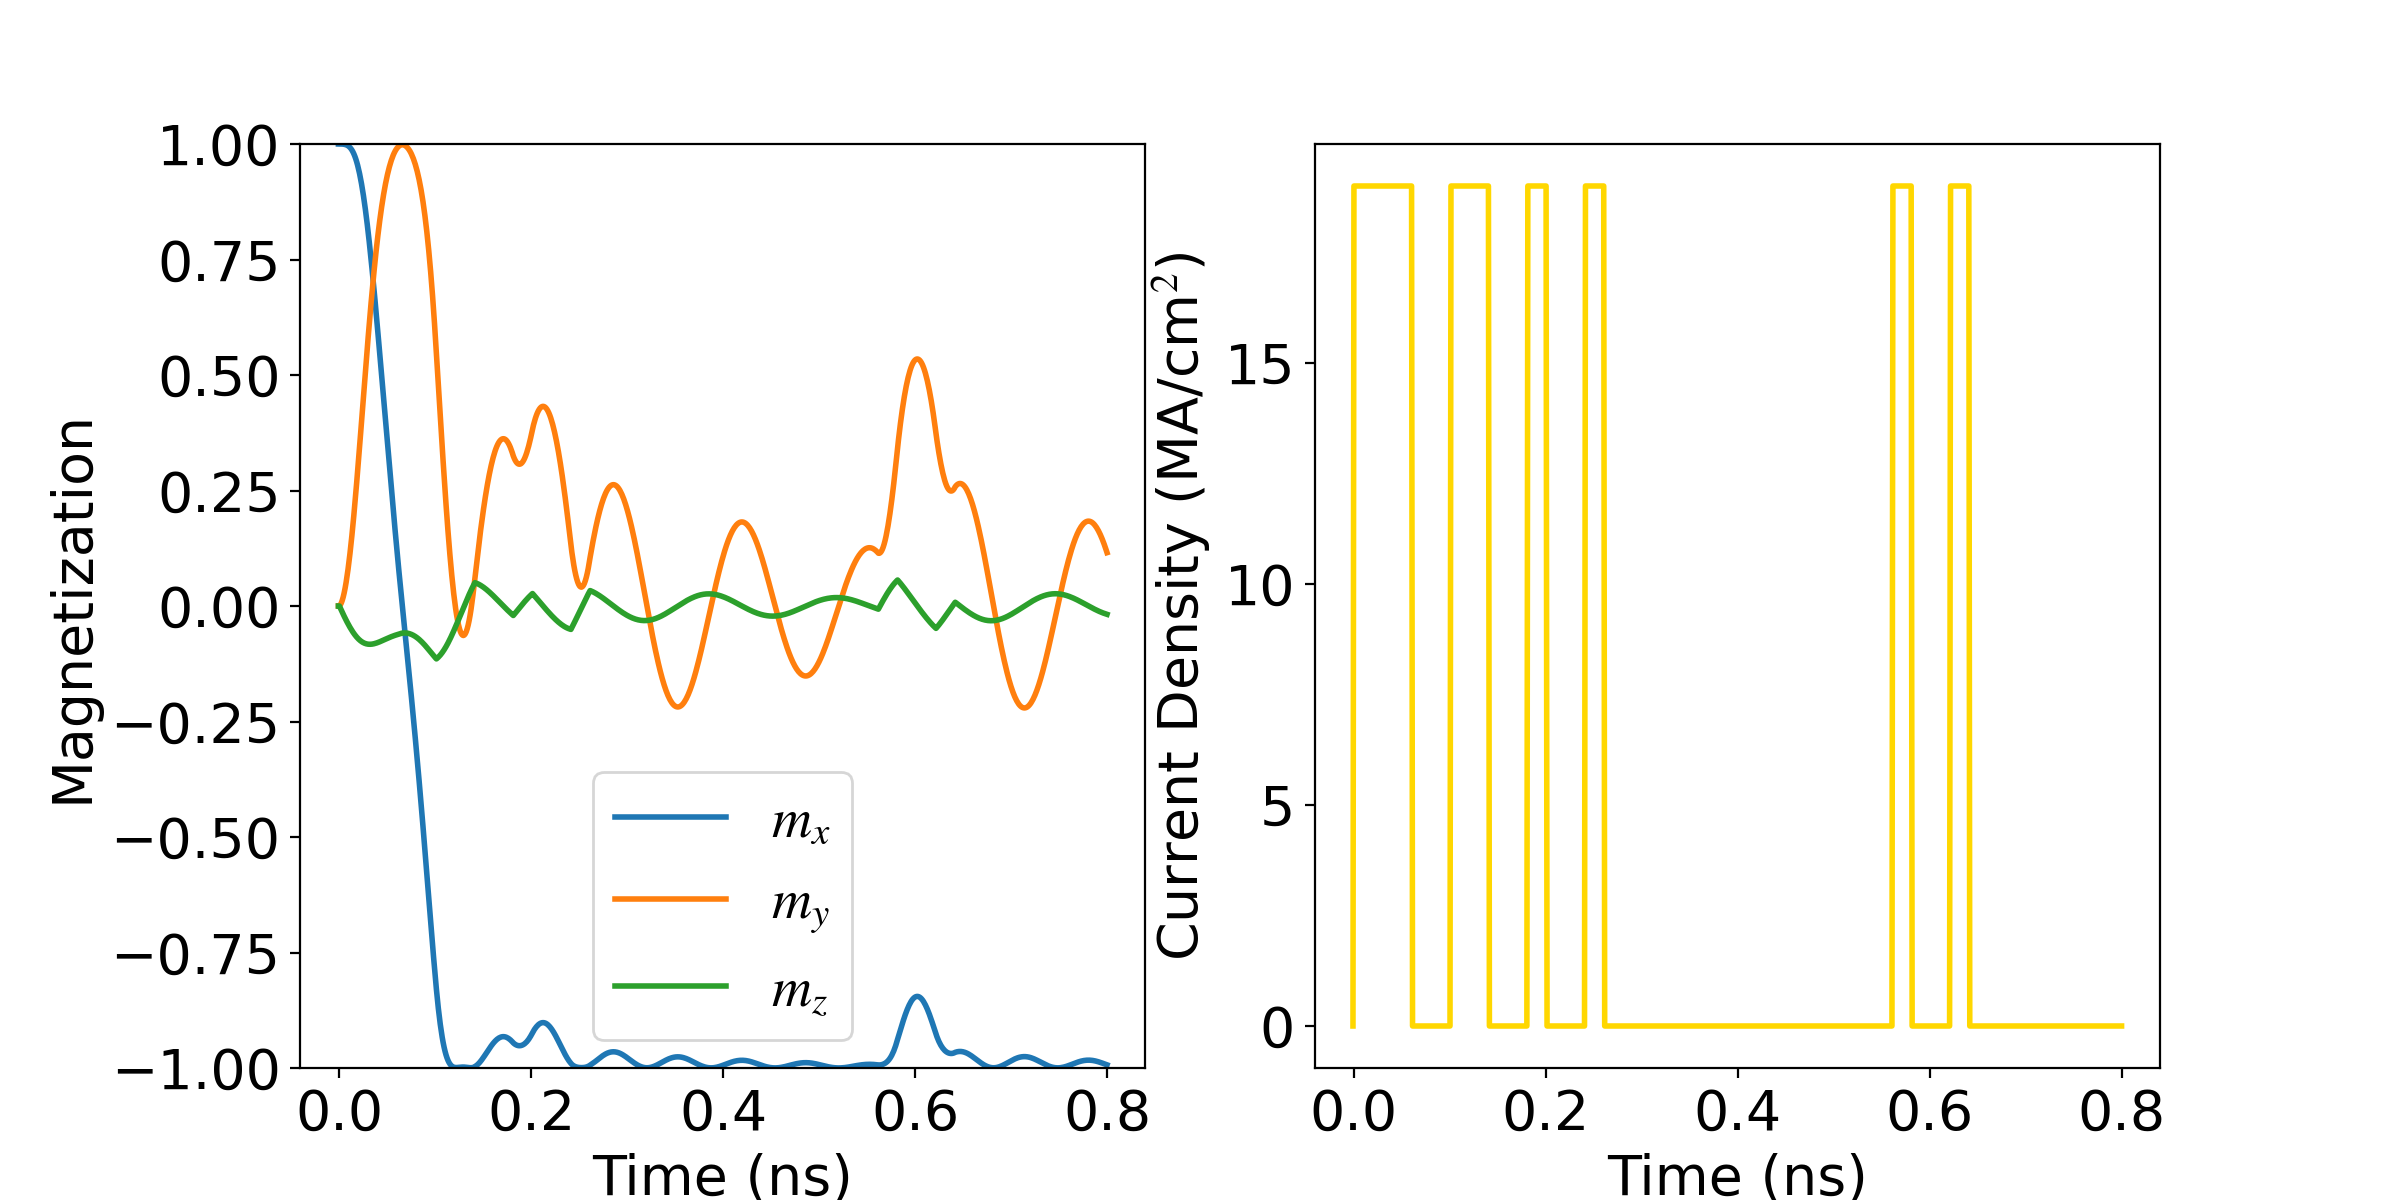 1.00
0.75
0.50
0.25
0.00
−0.25
−0.50
−0.75
−1.00
Magnetization
0.0 0.2 0.4 0.6 0.8
Time (ns)
m_x
m_y
m_z
Current Density (MA/cm²)
15
10
5
0
0.0 0.2 0.4 0.6 0.8
Time (ns)